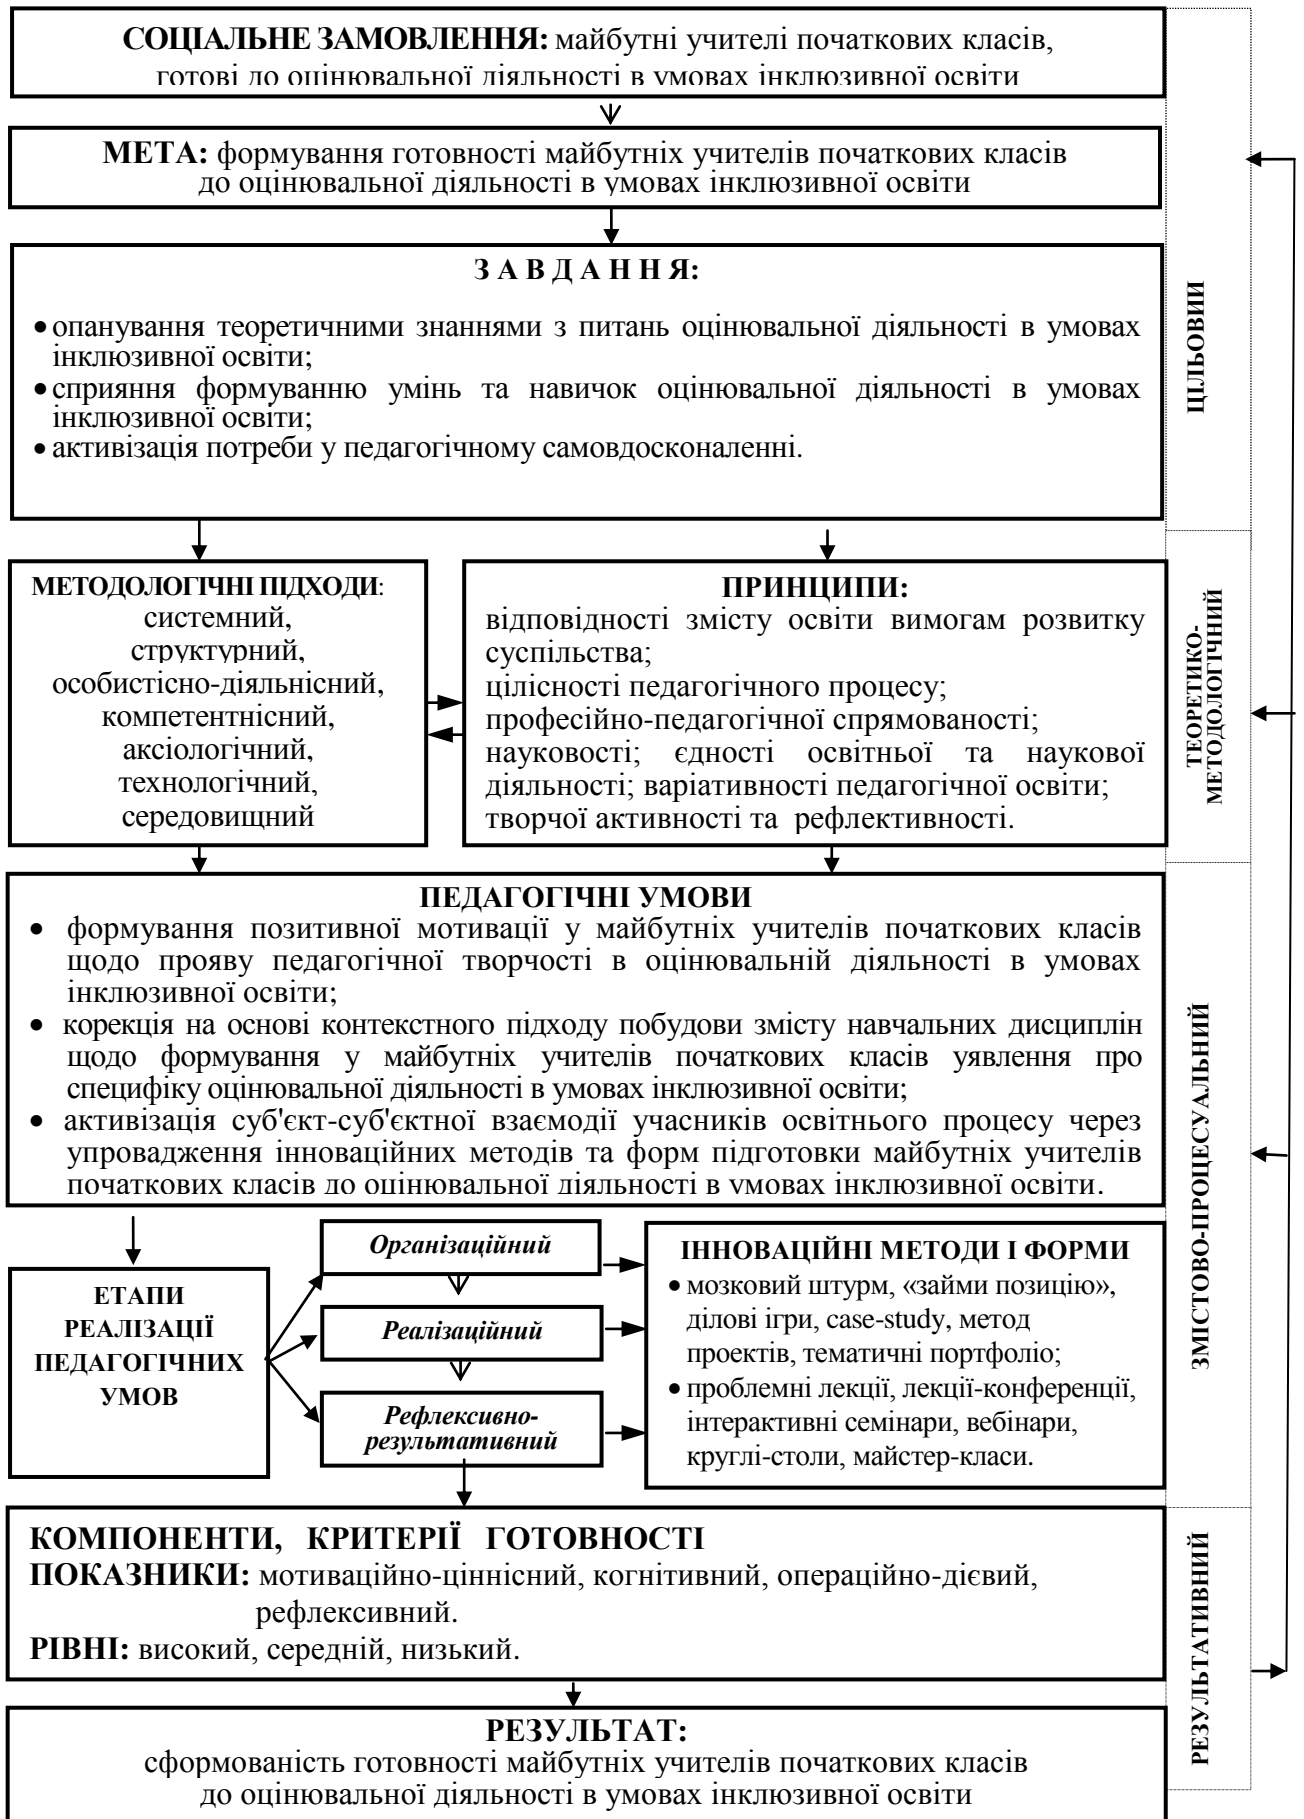 СОЦІАЛЬНЕ ЗАМОВЛЕННЯ: майбутні учителі початкових класів,
готові до оцінювальної діяльності в умовах інклюзивної освіти
МЕТА: формування готовності майбутніх учителів початкових класів
до оцінювальної діяльності в умовах інклюзивної освіти
З А В Д А Н Н Я:
• опанування теоретичними знаннями з питань оцінювальної діяльності в умовах
інклюзивної освіти;
• сприяння формуванню умінь та навичок оцінювальної діяльності в умовах
інклюзивної освіти;
• активізація потреби у педагогічному самовдосконаленні.
ЦІЛЬОВИЙ
МЕТОДОЛОГІЧНІ ПІДХОДИ:
системний,
структурний,
особистісно-діяльнісний,
компетентнісний,
аксіологічний,
технологічний,
середовищний
ПРИНЦИПИ:
відповідності змісту освіти вимогам розвитку
суспільства;
цілісності педагогічного процесу;
професійно-педагогічної спрямованості;
науковості; єдності освітньої та наукової
діяльності; варіативності педагогічної освіти;
творчої активності та рефлективності.
ТЕОРЕТИКО-
МЕТОДОЛОГІЧНИЙ
ПЕДАГОГІЧНІ УМОВИ
• формування позитивної мотивації у майбутніх учителів початкових класів
щодо прояву педагогічної творчості в оцінювальній діяльності в умовах
інклюзивної освіти;
• корекція на основі контекстного підходу побудови змісту навчальних дисциплін
щодо формування у майбутніх учителів початкових класів уявлення про
специфіку оцінювальної діяльності в умовах інклюзивної освіти;
• активізація суб'єкт-суб'єктної взаємодії учасників освітнього процесу через
упровадження інноваційних методів та форм підготовки майбутніх учителів
початкових класів до оцінювальної діяльності в умовах інклюзивної освіти.
ЕТАПИ
РЕАЛІЗАЦІЇ
ПЕДАГОГІЧНИХ
УМОВ
Організаційний
Реалізаційний
Рефлексивно-
результативний
ІННОВАЦІЙНІ МЕТОДИ І ФОРМИ
• мозковий штурм, «займи позицію»,
ділові ігри, case-study, метод
проектів, тематичні портфоліо;
• проблемні лекції, лекції-конференції,
інтерактивні семінари, вебінари,
круглі-столи, майстер-класи.
ЗМІСТОВО-ПРОЦЕСУАЛЬНИЙ
КОМПОНЕНТИ, КРИТЕРІЇ ГОТОВНОСТІ
ПОКАЗНИКИ: мотиваційно-ціннісний, когнітивний, операційно-дієвий,
рефлексивний.
РІВНІ: високий, середній, низький.
РЕЗУЛЬТАТИВНИЙ
РЕЗУЛЬТАТ:
сформованість готовності майбутніх учителів початкових класів
до оцінювальної діяльності в умовах інклюзивної освіти